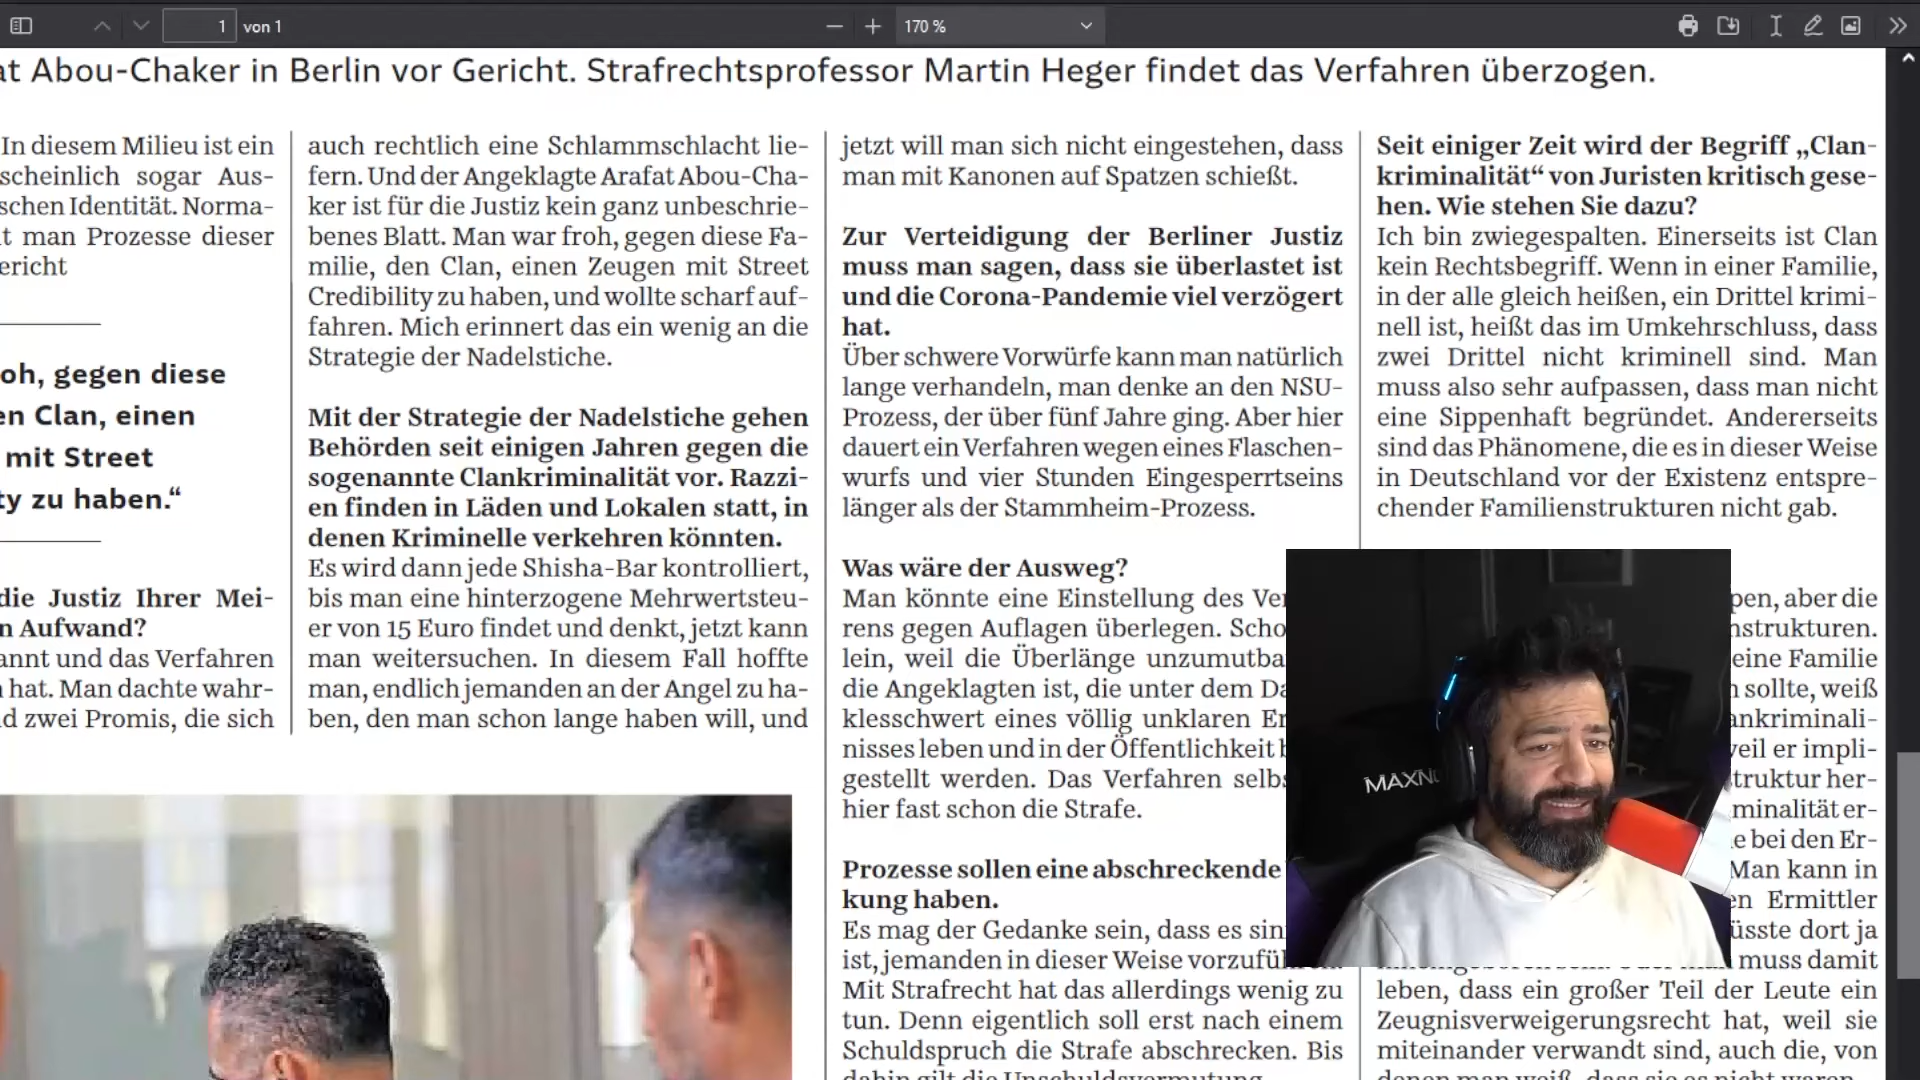 1 von 1
170 %
at Abou-Chaker in Berlin vor Gericht. Strafrechtsprofessor Martin Heger findet das Verfahren überzogen.
In diesem Milieu ist ein
scheinlich sogar Aus-
schen Identität. Norma-
t man Prozesse dieser
ericht
oh, gegen diese
en Clan, einen
mit Street
ty zu haben.“
die Justiz Ihrer Mei-
n Aufwand?
annt und das Verfahren
hat. Man dachte wahr-
d zwei Promis, die sich
auch rechtlich eine Schlammschlacht lie-
fern. Und der Angeklagte Arafat Abou-Cha-
ker ist für die Justiz kein ganz unbeschrie-
benes Blatt. Man war froh, gegen diese Fa-
milie, den Clan, einen Zeugen mit Street
Credibility zu haben, und wollte scharf auf-
fahren. Mich erinnert das ein wenig an die
Strategie der Nadelstiche.
Mit der Strategie der Nadelstiche gehen
Behörden seit einigen Jahren gegen die
sogenannte Clankriminalität vor. Razzi-
en finden in Läden und Lokalen statt, in
denen Kriminelle verkehren könnten.
Es wird dann jede Shisha-Bar kontrolliert,
bis man eine hinterzogene Mehrwertsteu-
er von 15 Euro findet und denkt, jetzt kann
man weitersuchen. In diesem Fall hoffte
man, endlich jemanden an der Angel zu ha-
ben, den man schon lange haben will, und
jetzt will man sich nicht eingestehen, dass
man mit Kanonen auf Spatzen schießt.
Zur Verteidigung der Berliner Justiz
muss man sagen, dass sie überlastet ist
und die Corona-Pandemie viel verzögert
hat.
Über schwere Vorwürfe kann man natürlich
lange verhandeln, man denke an den NSU-
Prozess, der über fünf Jahre ging. Aber hier
dauert ein Verfahren wegen eines Flaschen-
wurfs und vier Stunden Eingesperrtseins
länger als der Stammheim-Prozess.
Was wäre der Ausweg?
Man könnte eine Einstellung des Ver
rens gegen Auflagen überlegen. Scho
lein, weil die Überlänge unzumutba
die Angeklagten ist, die unter dem Da
klesschwert eines völlig unklaren Er
nisses leben und in der Öffentlichkeit b
gestellt werden. Das Verfahren selbs
hier fast schon die Strafe.
Prozesse sollen eine abschreckende
kung haben.
Es mag der Gedanke sein, dass es sin
ist, jemanden in dieser Weise vorzufü
Mit Strafrecht hat das allerdings wenig zu
tun. Denn eigentlich soll erst nach einem
Schuldspruch die Strafe abschrecken. Bis
dahin gilt die Unschuldsvermutung.
Seit einiger Zeit wird der Begriff „Clan-
kriminalität“ von Juristen kritisch gese-
hen. Wie stehen Sie dazu?
Ich bin zwiegespalten. Einerseits ist Clan
kein Rechtsbegriff. Wenn in einer Familie,
in der alle gleich heißen, ein Drittel krimi-
nell ist, heißt das im Umkehrschluss, dass
zwei Drittel nicht kriminell sind. Man
muss also sehr aufpassen, dass man nicht
eine Sippenhaft begründet. Andererseits
sind das Phänomene, die es in dieser Weise
in Deutschland vor der Existenz entspre-
chender Familienstrukturen nicht gab.
pen, aber die
nstrukturen.
eine Familie
n sollte, weiß
ankriminali-
weil er impli-
truktur her-
minalität er-
e bei den Er-
Man kann in
en Ermittler
üsste dort ja
muss damit
leben, dass ein großer Teil der Leute ein
Zeugnisverweigerungsrecht hat, weil sie
miteinander verwandt sind, auch die, von
denen man weiß, dass sie es nicht waren
MAXN